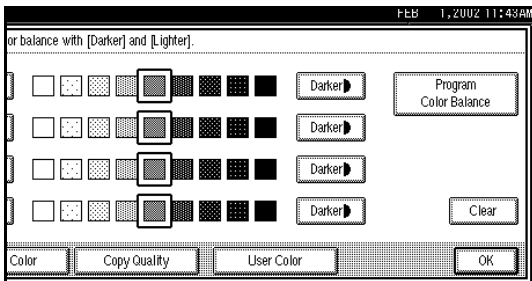 FEB 1,2002 11:43AM
or balance with [Darker] and [Lighter].
Darker
Program
Color Balance
Darker
Darker
Darker
Clear
Color
Copy Quality
User Color
OK